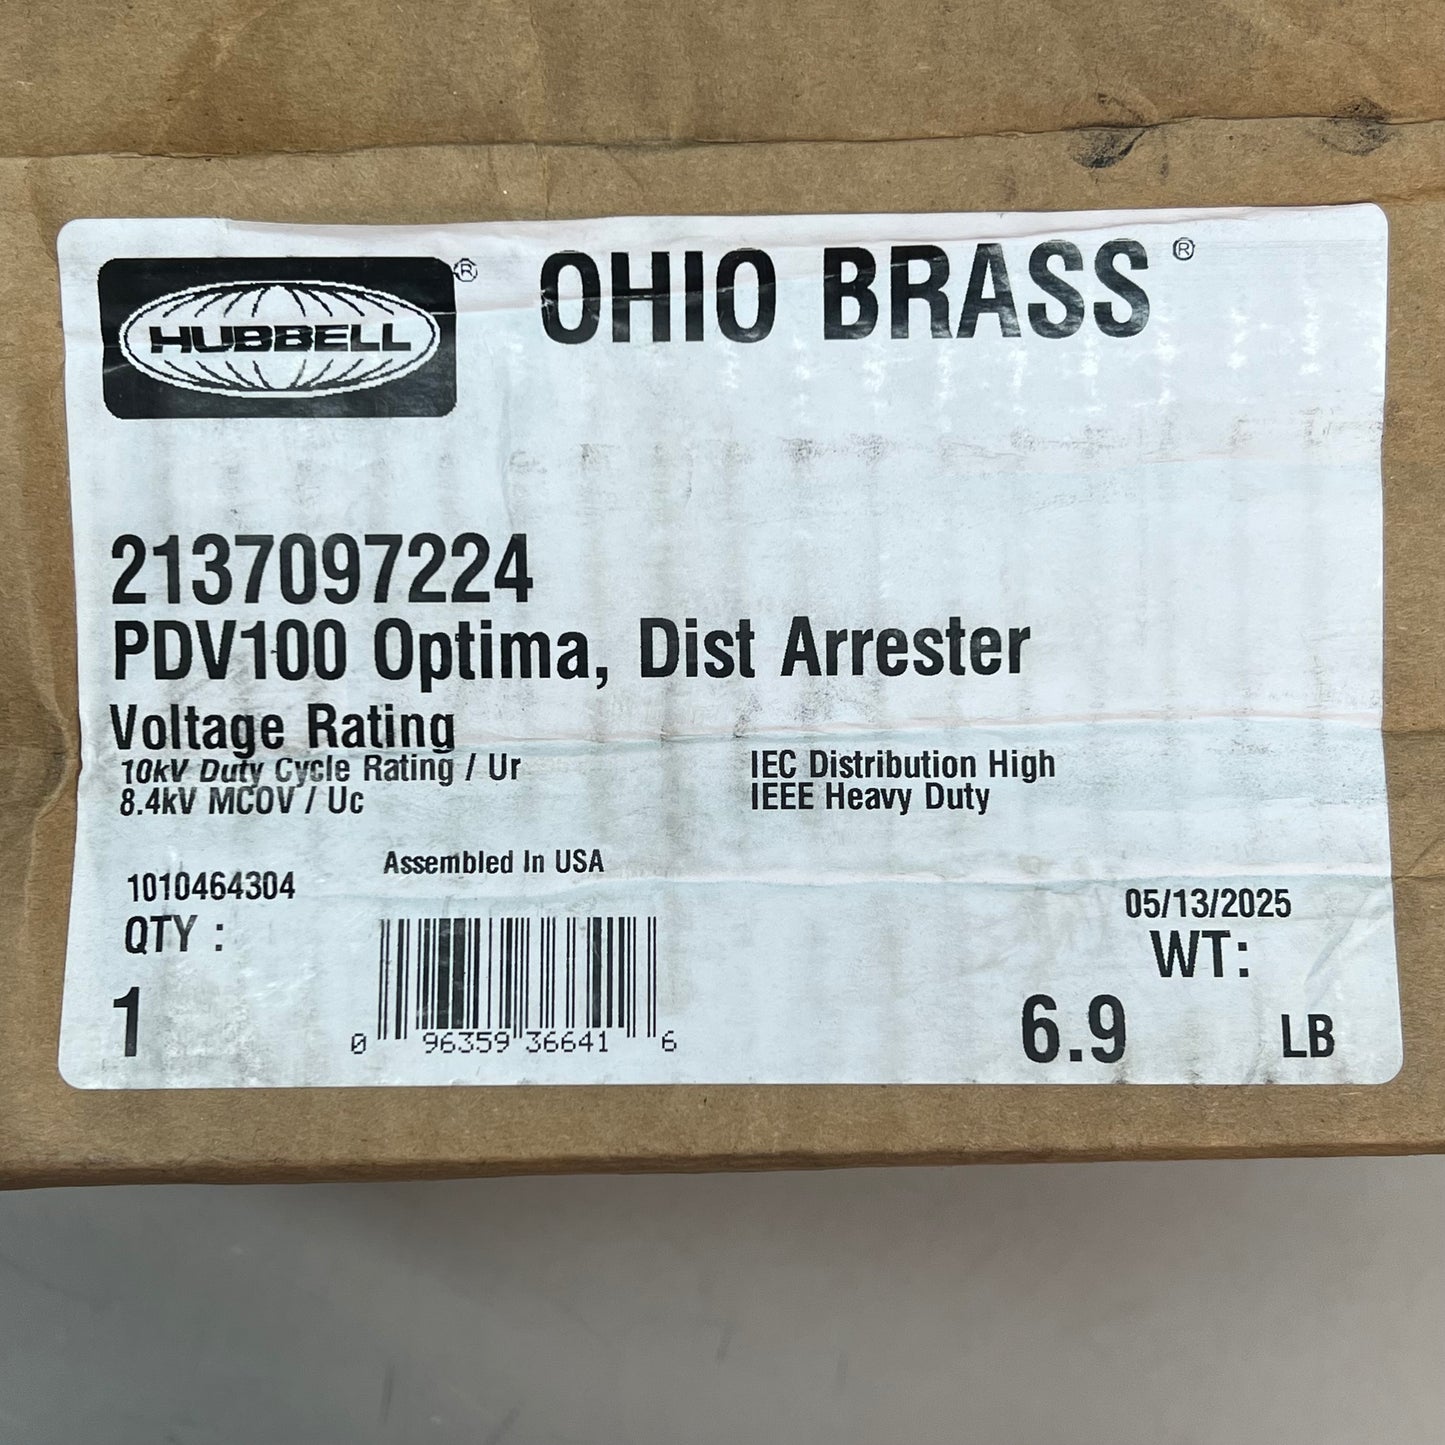 HUBBELL ® OHIO BRASS ®
2137097224
PDV100 Optima, Dist Arrester
Voltage Rating
10kV Duty Cycle Rating / Ur
8.4kV MCOV / Uc
IEC Distribution High
IEEE Heavy Duty
Assembled In USA
1010464304
05/13/2025
QTY :
WT:
1
6.9 LB
0 96359 36641 6